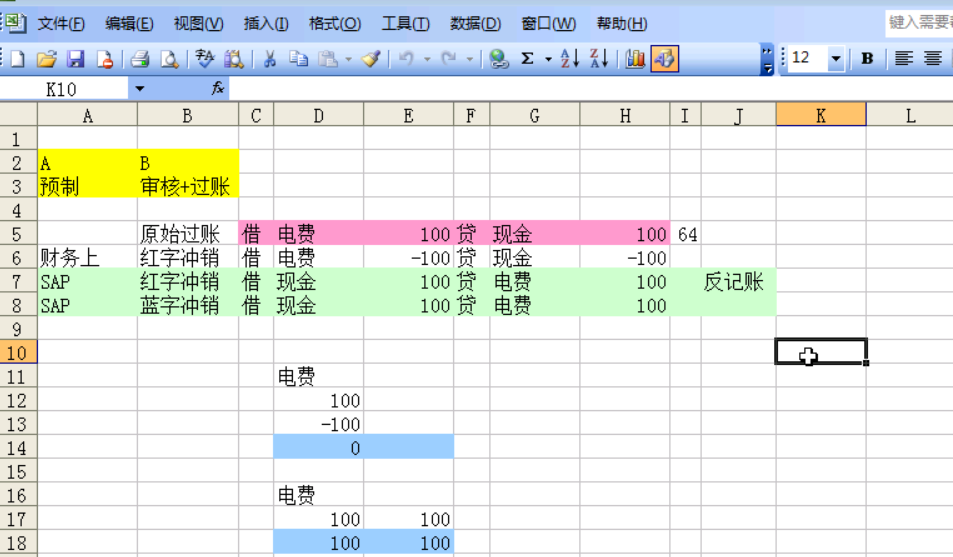 文件(F) 编辑(E) 视图(V) 插入(I) 格式(O) 工具(T) 数据(D) 窗口(W) 帮助(H) 键入需要
12 B
K10 fx
A B C D E F G H I J K L
1
2 A B
3 预制 审核+过账
4
5 原始过账 借 电费 100 贷 现金 100 64
6 财务上 红字冲销 借 电费 -100 贷 现金 -100
7 SAP 红字冲销 借 现金 100 贷 电费 100 反记账
8 SAP 蓝字冲销 借 现金 100 贷 电费 100
9
10
11 电费
12 100
13 -100
14 0
15
16 电费
17 100 100
18 100 100